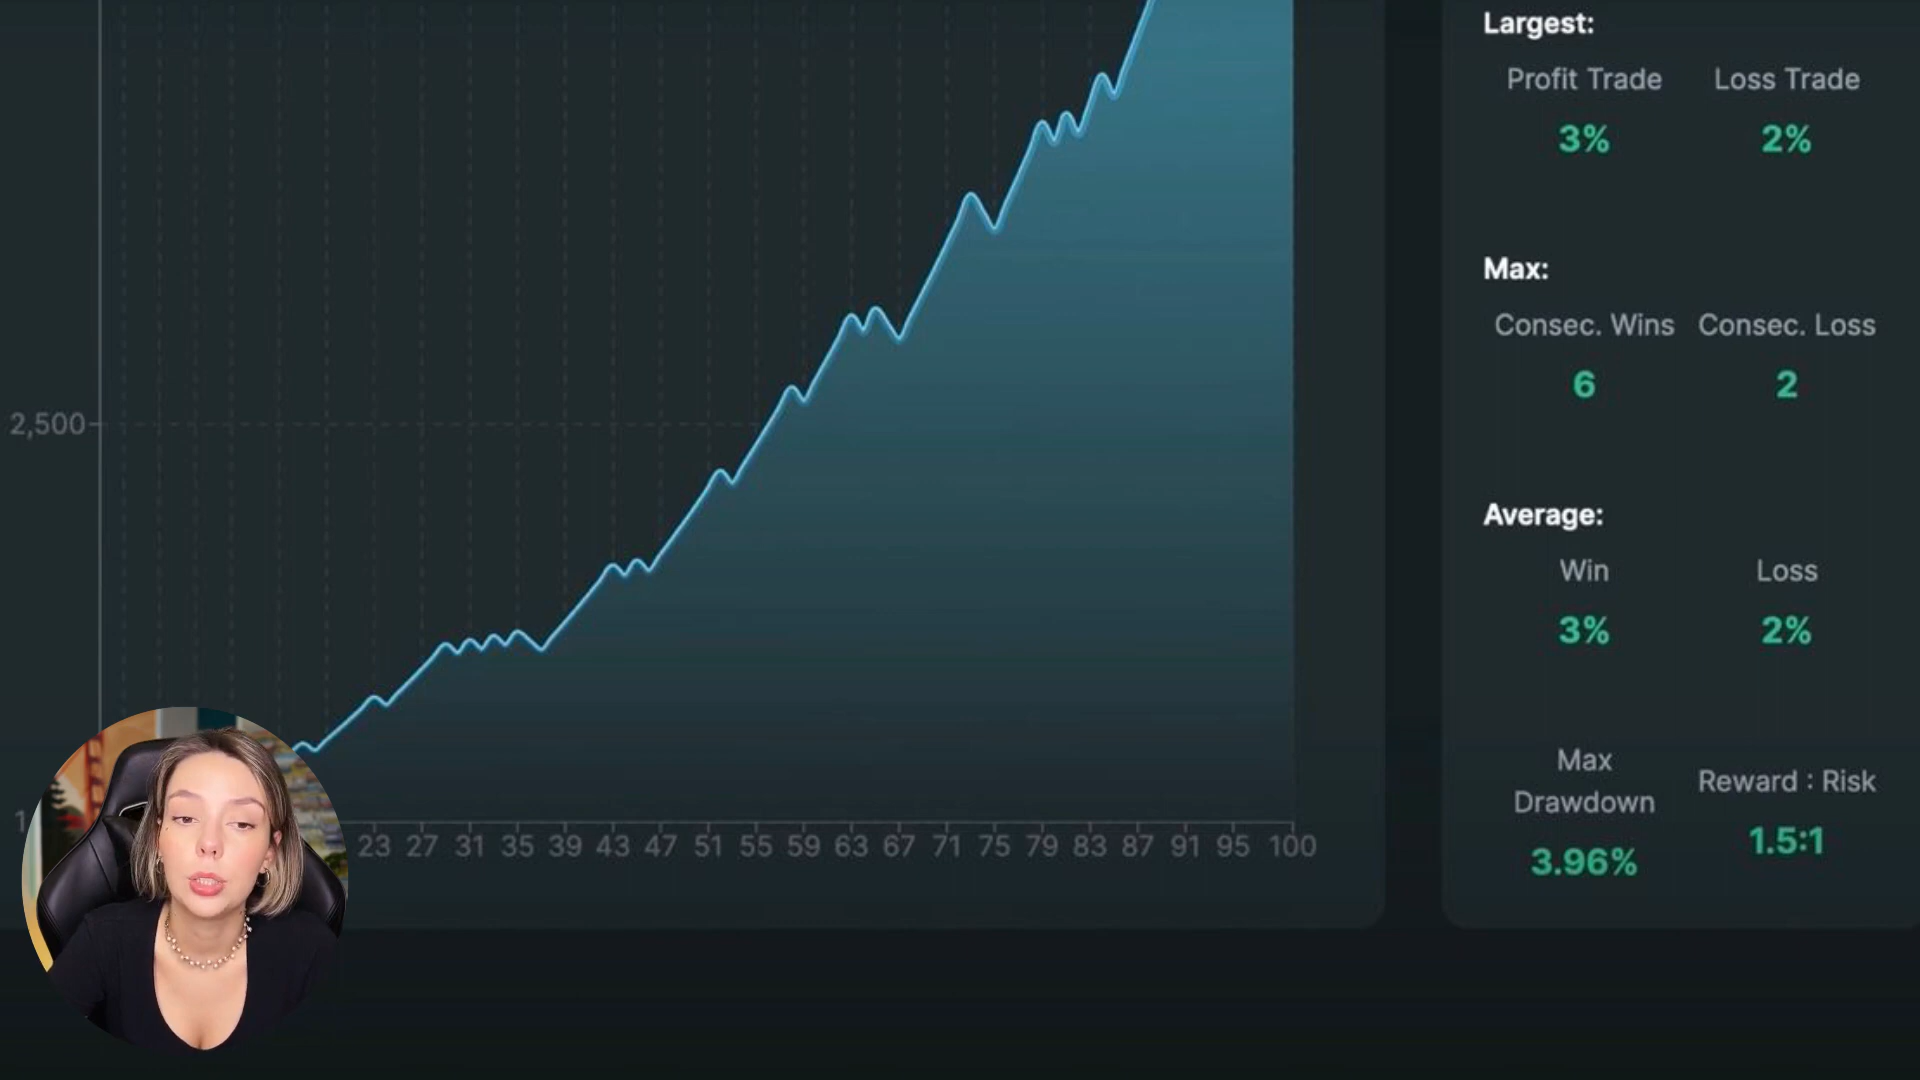 Largest:
Profit Trade Loss Trade
3% 2%
Max:
Consec. Wins Consec. Loss
6 2
2,500
Average:
Win Loss
3% 2%
Max
Drawdown
Reward : Risk
3.96% 1.5:1
23 27 31 35 39 43 47 51 55 59 63 67 71 75 79 83 87 91 95 100